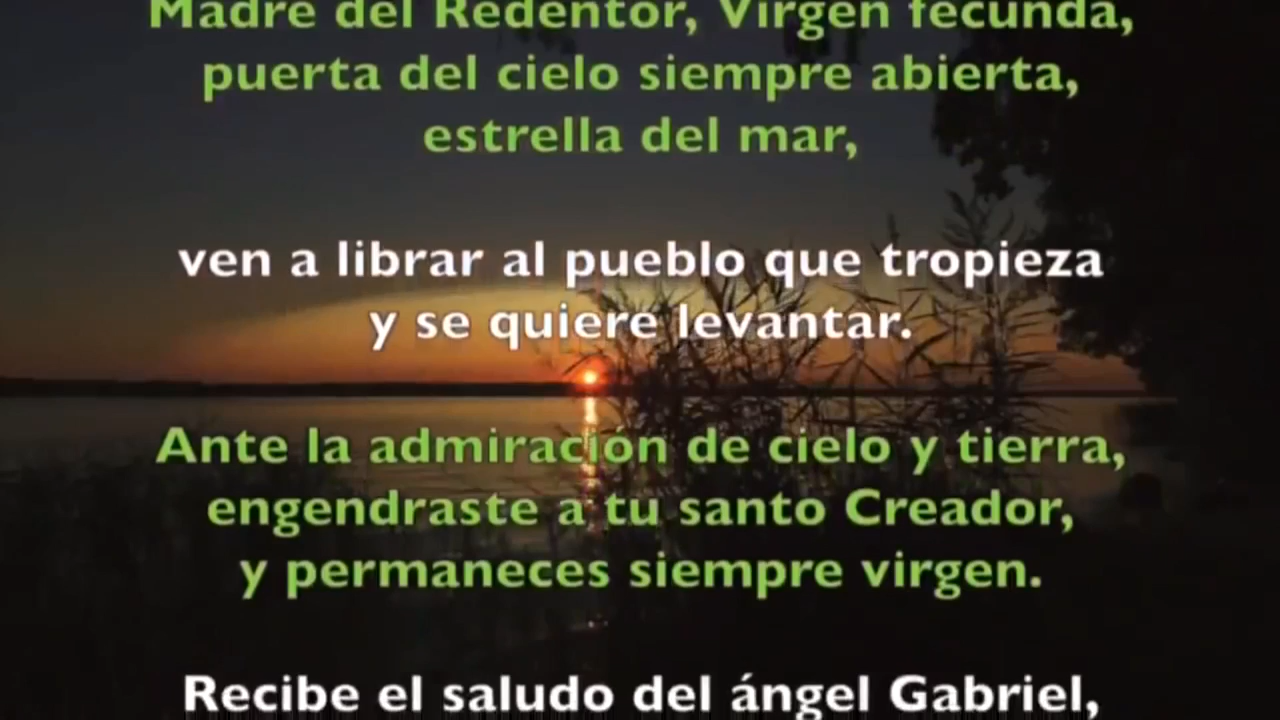 Madre del Redentor, Virgen fecunda,
puerta del cielo siempre abierta,
estrella del mar,
ven a librar al pueblo que tropieza
y se quiere levantar.
Ante la admiración de cielo y tierra,
engendraste a tu santo Creador,
y permaneces siempre virgen.
Recibe el saludo del ángel Gabriel,